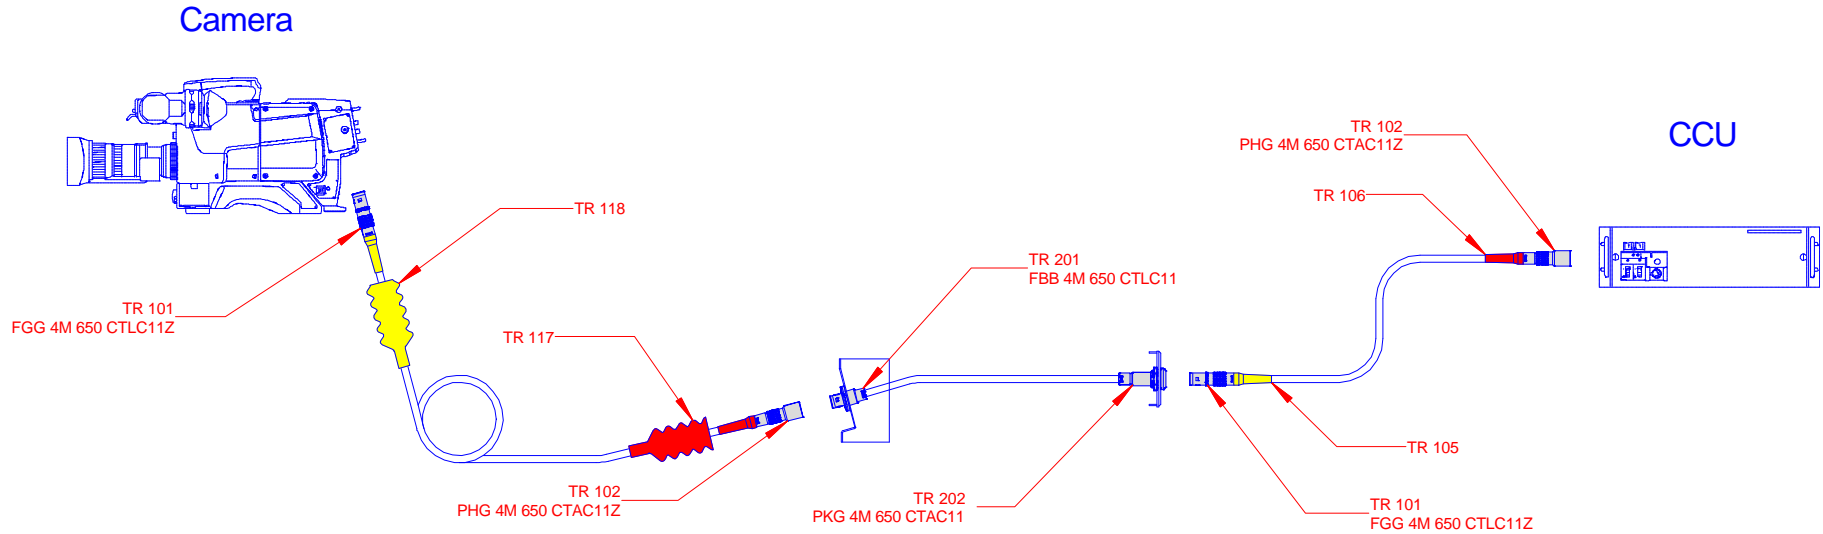 Camera
CCU
TR 102
PHG 4M 650 CTAC11Z
TR 106
TR 118
TR 201
FBB 4M 650 CTLC11
TR 101
FGG 4M 650 CTLC11Z
TR 117
TR 105
TR 102
PHG 4M 650 CTAC11Z
TR 202
PKG 4M 650 CTAC11
TR 101
FGG 4M 650 CTLC11Z